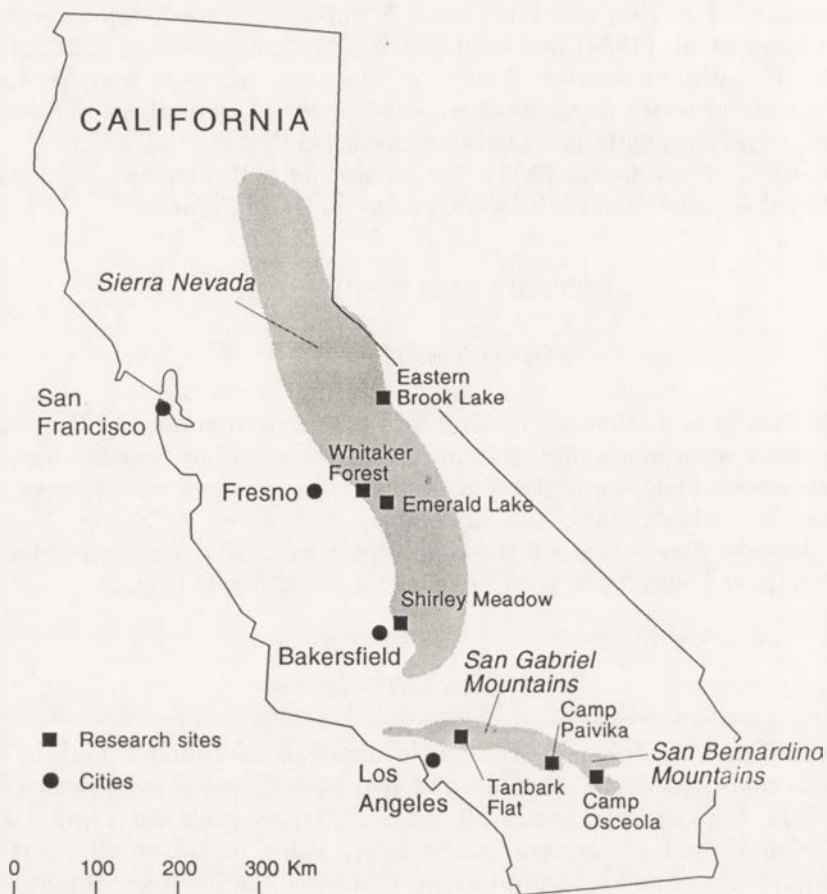 CALIFORNIA
Sierra Nevada
Eastern
Brook Lake
San
Francisco
Whitaker
Forest
Fresno
Emerald Lake
Shirley Meadow
Bakersfield
San Gabriel
Mountains
Camp
Paivika
San Bernardino
Mountains
Research sites
Cities
Los
Angeles
Tanbark
Flat
Camp
Osceola
0 100 200 300 Km